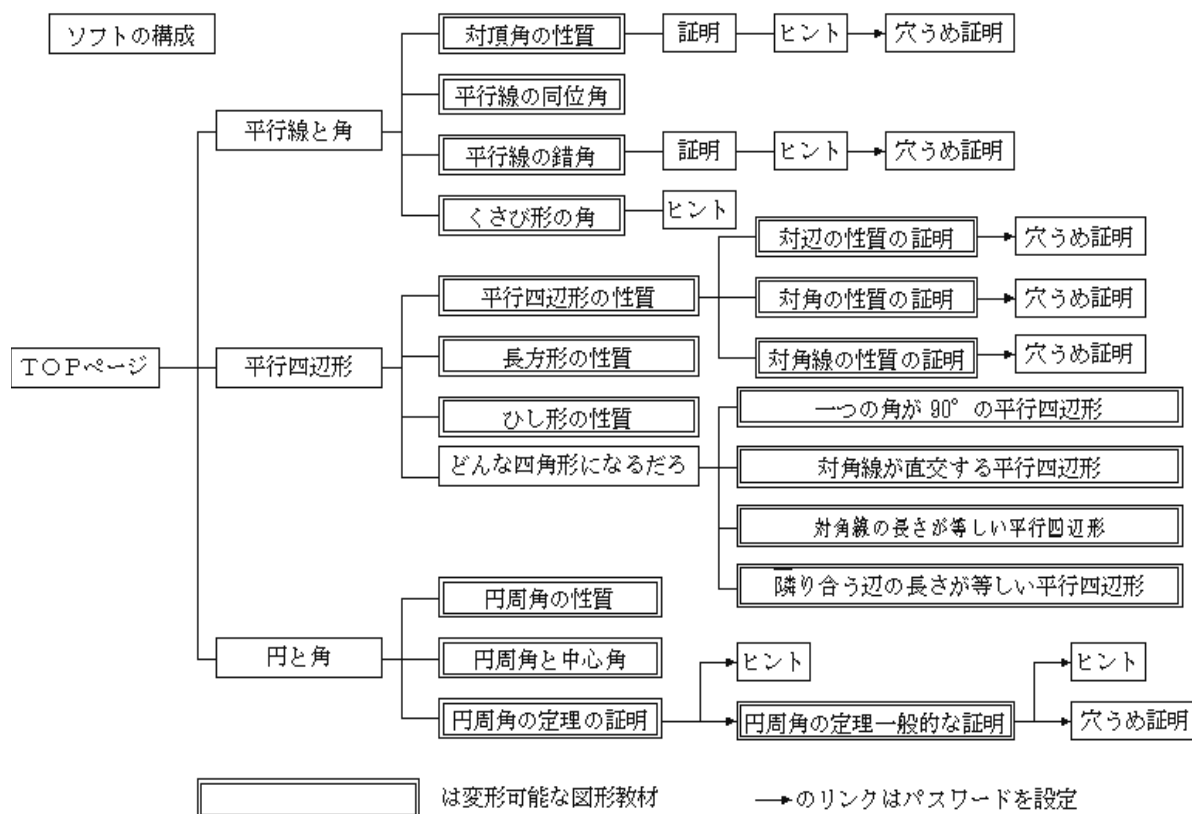 ソフトの構成
対頂角の性質 証明 ヒント 穴うめ証明
平行線の同位角
平行線と角
平行線の錯角 証明 ヒント 穴うめ証明
くさび形の角 ヒント
対辺の性質の証明 穴うめ証明
平行四辺形の性質 対角の性質の証明 穴うめ証明
長方形の性質 対角線の性質の証明 穴うめ証明
TOPページ 平行四辺形
ひし形の性質 一つの角が90°の平行四辺形
どんな四角形になるだろ 対角線が直交する平行四辺形
対角線の長さが等しい平行四辺形
隣り合う辺の長さが等しい平行四辺形
円周角の性質
円と角 円周角と中心角 ヒント ヒント
円周角の定理の証明 円周角の定理一般的な証明 穴うめ証明
は変形可能な図形教材 →のリンクはパスワードを設定